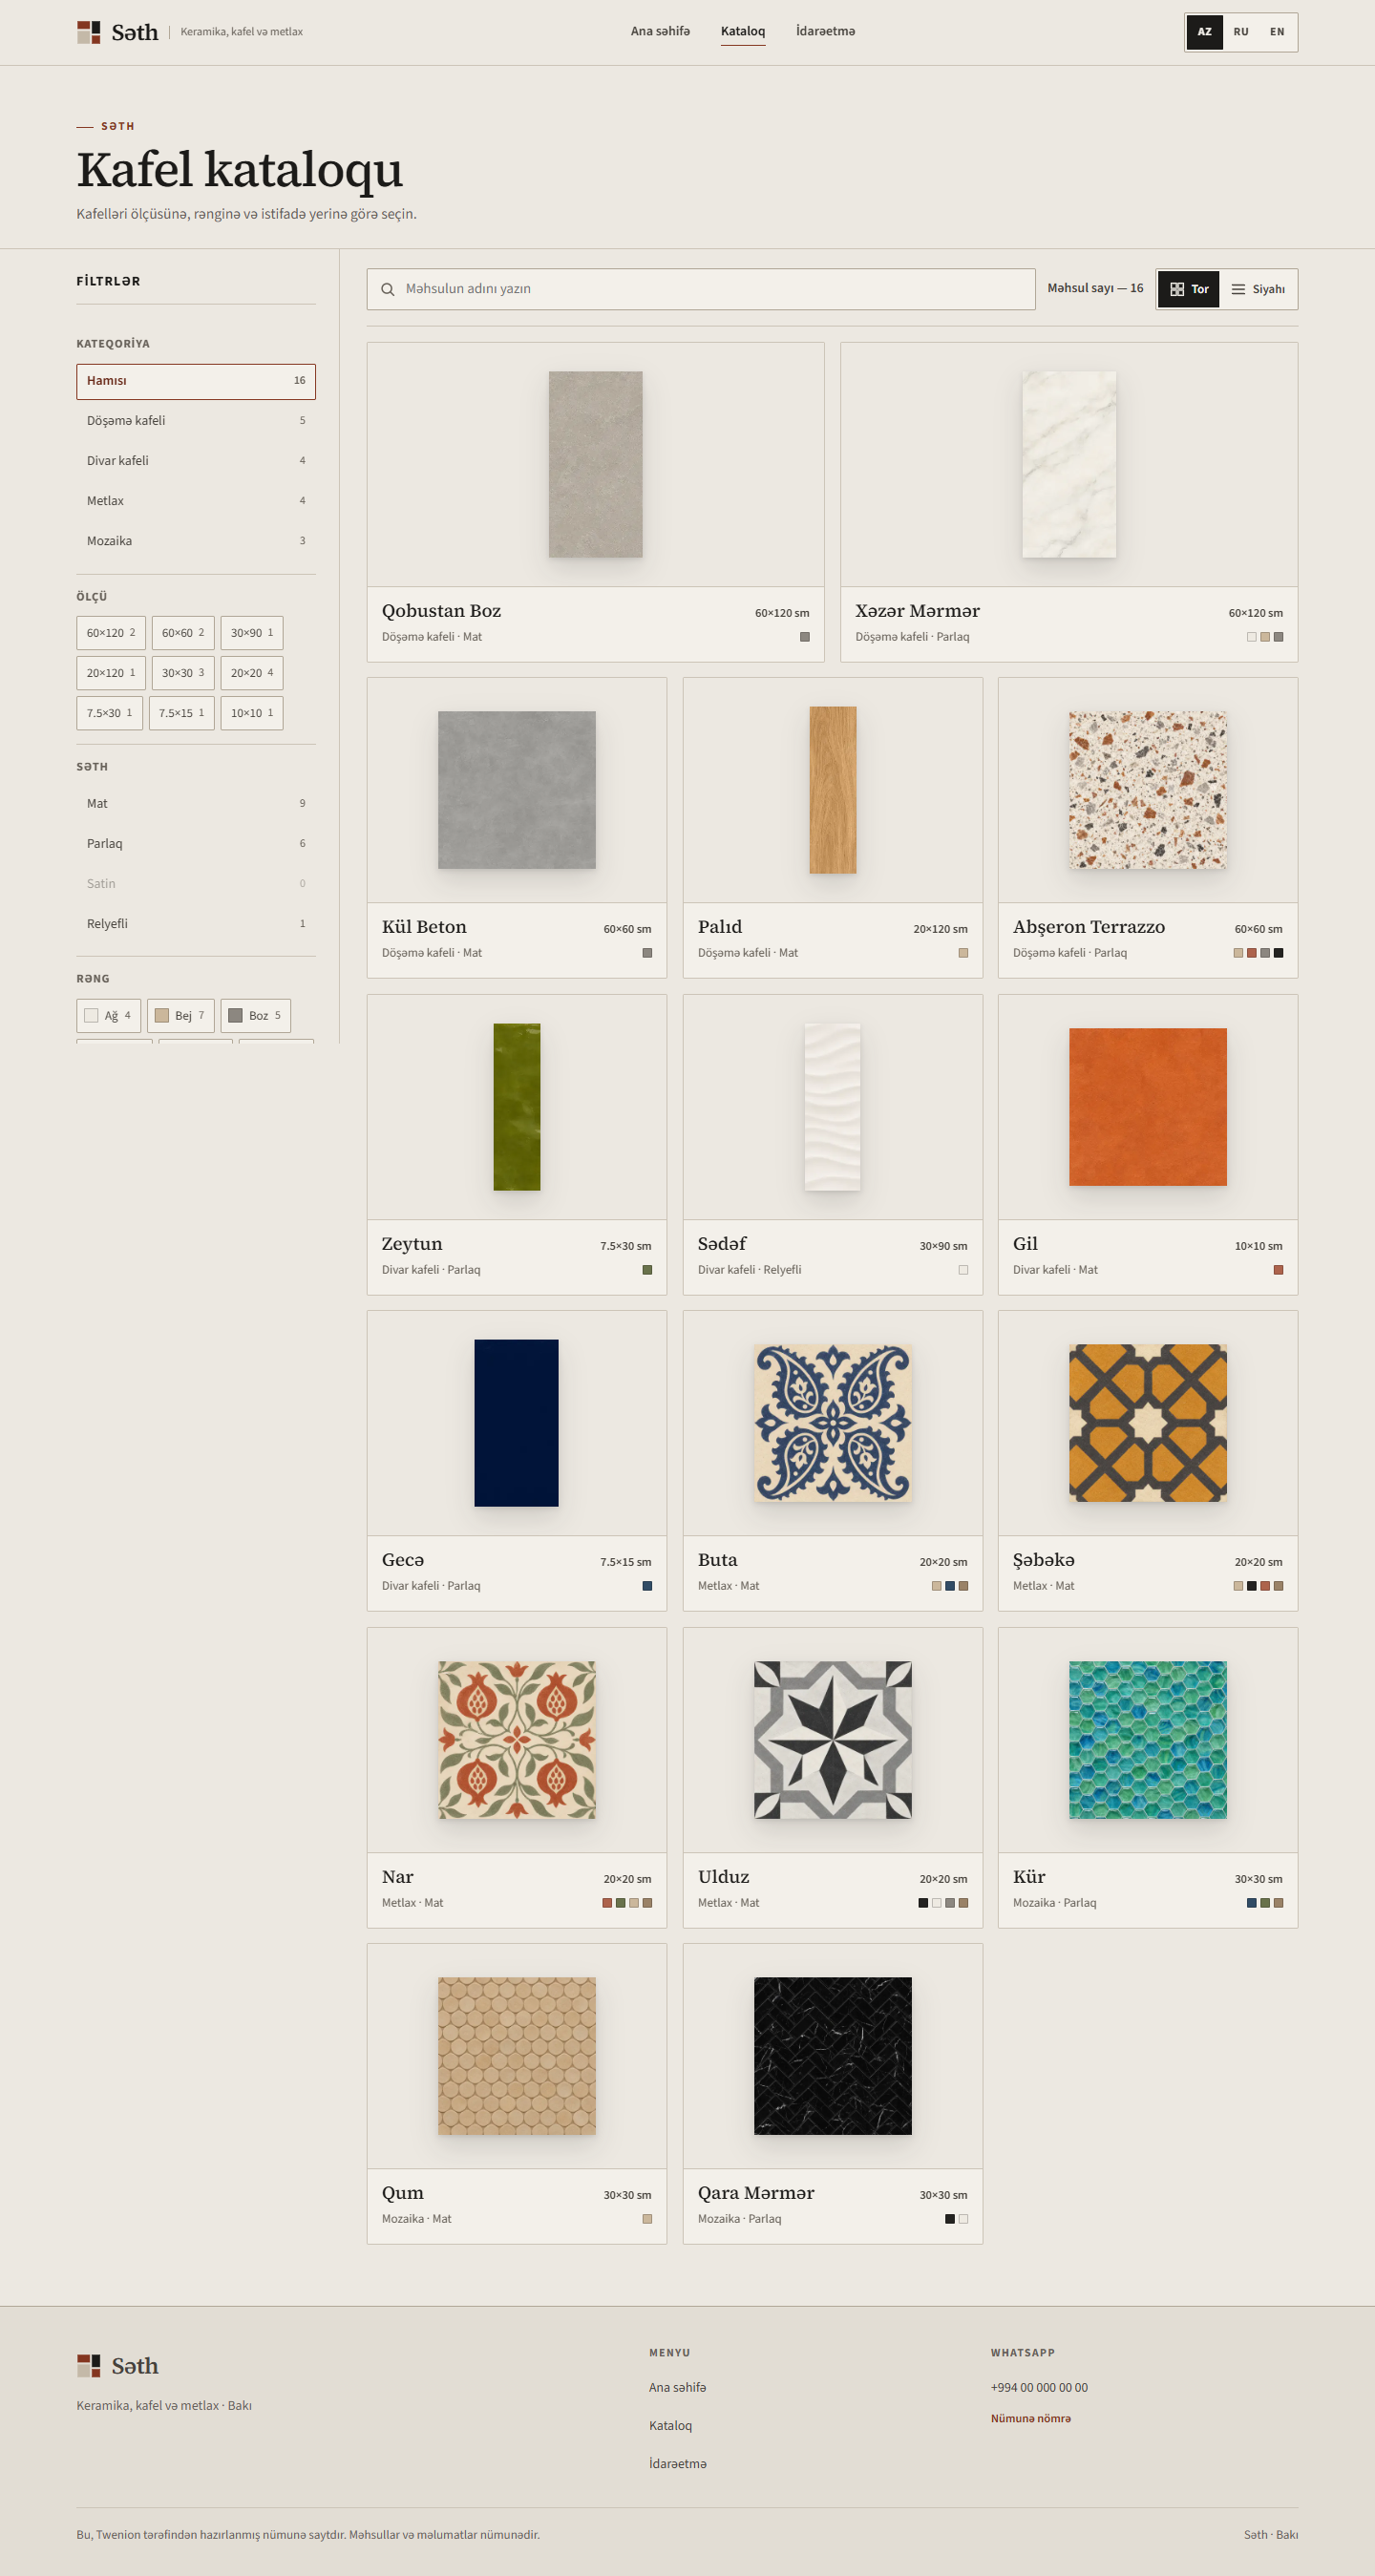 Səth
Keramika, kafel və metlax
Ana səhifə
Kataloq
İdarəetmə
AZ
RU
EN
SƏTH
Kafel kataloqu
Kafelləri ölçüsünə, rənginə və istifadə yerinə görə seçin.
FİLTRLƏR
KATEQORİYA
Hamısı 16
Döşəmə kafeli 5
Divar kafeli 4
Metlax 4
Mozaika 3
ÖLÇÜ
60×120 2
60×60 2
30×90 1
20×120 1
30×30 3
20×20 4
7.5×30 1
7.5×15 1
10×10 1
SƏTH
Mat 9
Parlaq 6
Satin 0
Relyefli 1
RƏNG
Ağ 4
Bej 7
Boz 5
Məhsulun adını yazın
Məhsul sayı — 16
Tor
Siyahı
Qobustan Boz 60×120 sm
Döşəmə kafeli · Mat
Xəzər Mərmər 60×120 sm
Döşəmə kafeli · Parlaq
Kül Beton 60×60 sm
Döşəmə kafeli · Mat
Palıd 20×120 sm
Döşəmə kafeli · Mat
Abşeron Terrazzo 60×60 sm
Döşəmə kafeli · Parlaq
Zeytun 7.5×30 sm
Divar kafeli · Parlaq
Sədəf 30×90 sm
Divar kafeli · Relyefli
Gil 10×10 sm
Divar kafeli · Mat
Gecə 7.5×15 sm
Divar kafeli · Parlaq
Buta 20×20 sm
Metlax · Mat
Şəbəkə 20×20 sm
Metlax · Mat
Nar 20×20 sm
Metlax · Mat
Ulduz 20×20 sm
Metlax · Mat
Kür 30×30 sm
Mozaika · Parlaq
Qum 30×30 sm
Mozaika · Mat
Qara Mərmər 30×30 sm
Mozaika · Parlaq
Səth
Keramika, kafel və metlax · Bakı
MENYU
Ana səhifə
Kataloq
İdarəetmə
WHATSAPP
+994 00 000 00 00
Nümunə nömrə
Bu, Twenion tərəfindən hazırlanmış nümunə saytdır. Məhsullar və məlumatlar nümunədir.
Səth · Bakı